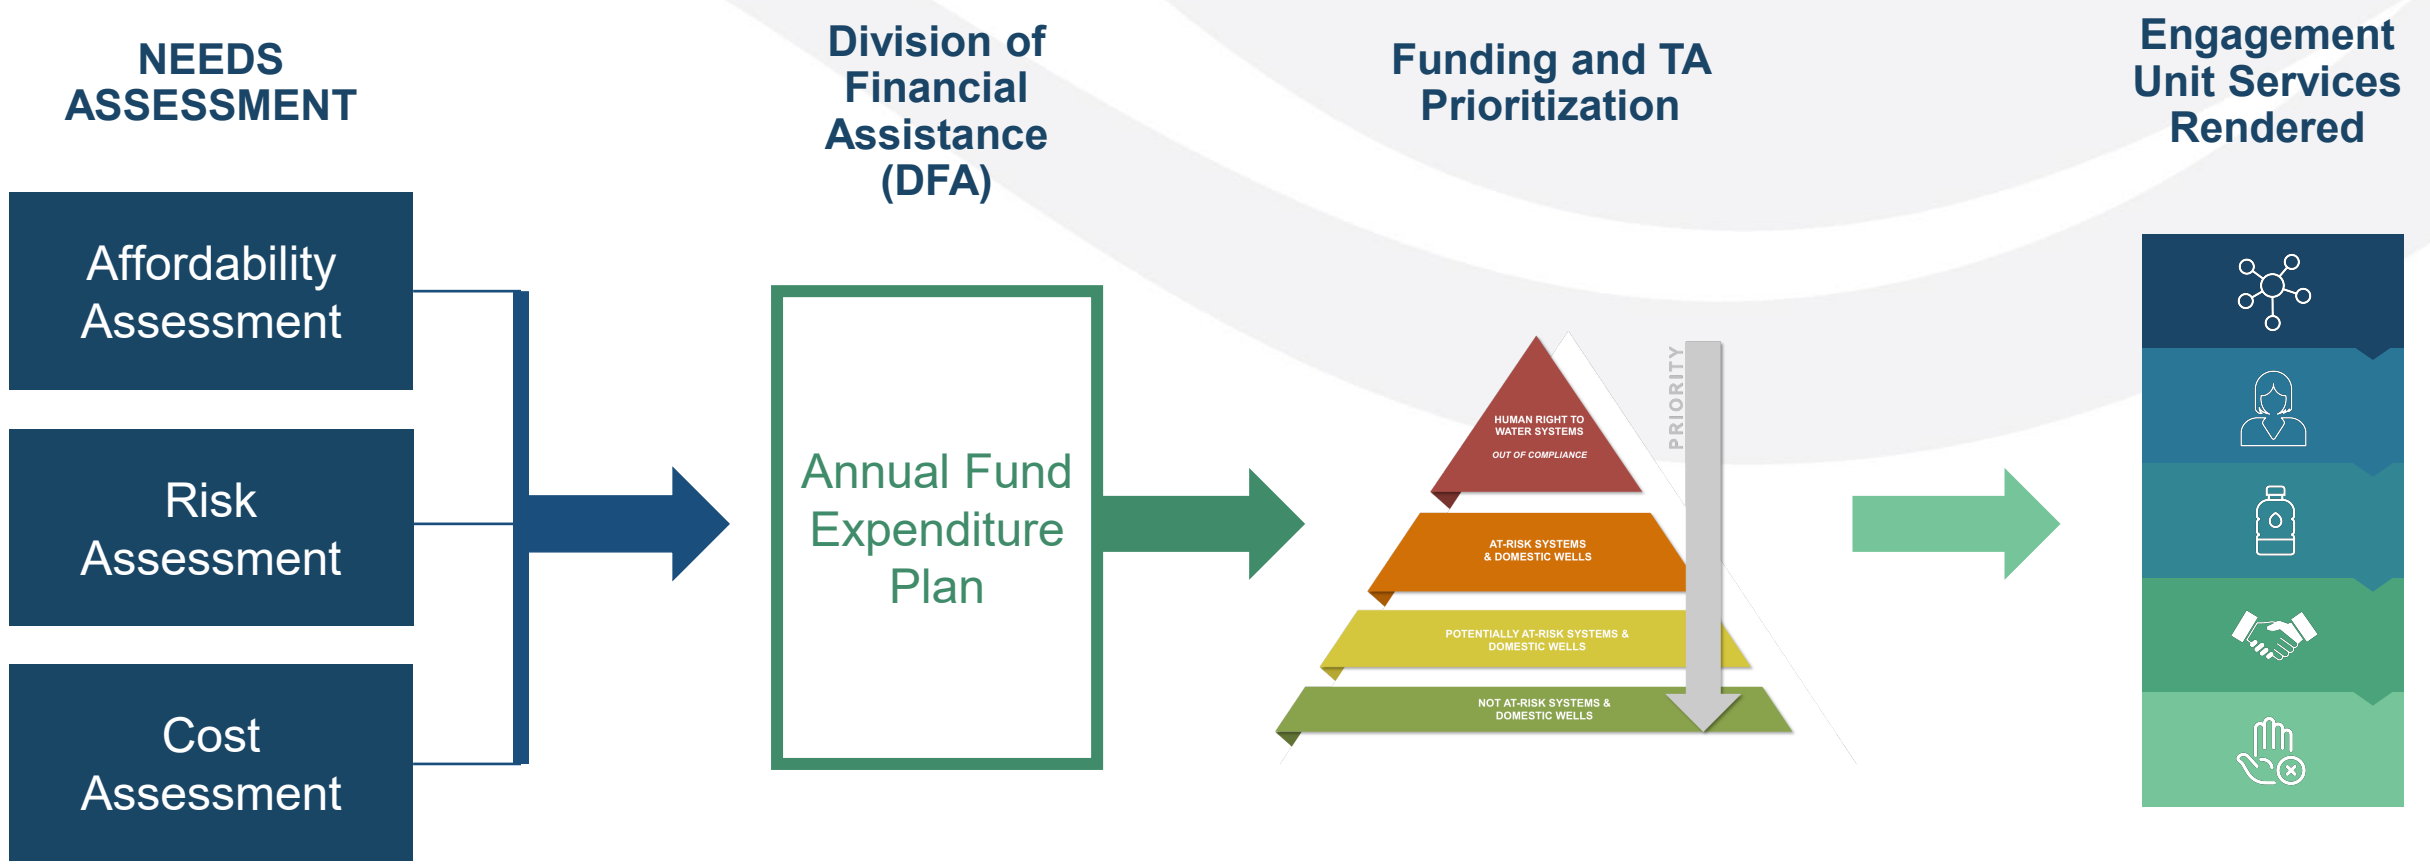 NEEDS
ASSESSMENT
Affordability
Assessment
Risk
Assessment
Cost
Assessment
Division of
Financial
Assistance
(DFA)
Annual Fund
Expenditure
Plan
Funding and TA
Prioritization
PRIORITY
HUMAN RIGHT TO
WATER SYSTEMS
OUT OF COMPLIANCE
AT-RISK SYSTEMS
& DOMESTIC WELLS
POTENTIALLY AT-RISK SYSTEMS &
DOMESTIC WELLS
NOT AT-RISK SYSTEMS &
DOMESTIC WELLS
Engagement
Unit Services
Rendered